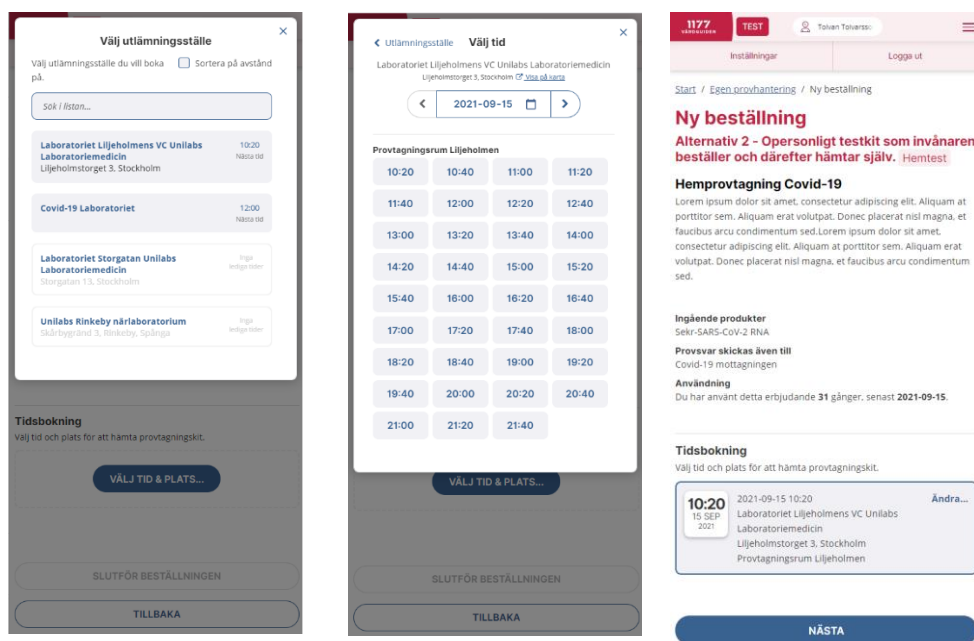 Välj utlämningsställe
Välj utlämningsställe du vill boka
på.
Sortera på avstånd
Sök i listan...
Laboratoriet Liljeholmens VC Unilabs
Laboratoriemedicin
Liljeholmstorget 3, Stockholm
10:20
Nästa tid
Covid-19 Laboratoriet
12:00
Nästa tid
Laboratoriet Storgatan Unilabs
Laboratoriemedicin
Storgatan 13, Stockholm
Inga
lediga tider
Unilabs Rinkeby närlaboratorium
Skårbygränd 3, Rinkeby, Spånga
Inga
lediga tider
Tidsbokning
Välj tid och plats för att hämta provtagningskit.
VÄLJ TID & PLATS...
SLUTFÖR BESTÄLLNINGEN
TILLBAKA
Utlämningsställe Välj tid
Laboratoriet Liljeholmens VC Unilabs Laboratoriemedicin
Liljeholmstorget 3, Stockholm Visa på karta
2021-09-15
Provtagningsrum Liljeholmen
10:20 10:40 11:00 11:20
11:40 12:00 12:20 12:40
13:00 13:20 13:40 14:00
14:20 14:40 15:00 15:20
15:40 16:00 16:20 16:40
17:00 17:20 17:40 18:00
18:20 18:40 19:00 19:20
19:40 20:00 20:20 20:40
21:00 21:20 21:40
VÄLJ TID & PLATS...
SLUTFÖR BESTÄLLNINGEN
TILLBAKA
1177
VÅRDGUIDEN
TEST
Tolvan
Inställningar Logga ut
Start / Egen provhantering / Ny beställning
Ny beställning
Alternativ 2 - Opersonligt testkit som invånaren
beställer och därefter hämtar själv. Hemtest
Hemprovtagning Covid-19
Lorem ipsum dolor sit amet, consectetur adipiscing elit. Aliquam at
porttitor sem. Aliquam erat volutpat. Donec placerat nisl magna, et
faucibus arcu condimentum sed.Lorem ipsum dolor sit amet,
consectetur adipiscing elit. Aliquam at porttitor sem. Aliquam erat
volutpat. Donec placerat nisl magna, et faucibus arcu condimentum
sed.
Ingående produkter
Sekr-SARS-CoV-2 RNA
Provsvar skickas även till
Covid-19 mottagningen
Användning
Du har använt detta erbjudande 31 gånger, senast 2021-09-15.
Tidsbokning
Välj tid och plats för att hämta provtagningskit.
10:20
15 SEP
2021
2021-09-15 10:20
Laboratoriet Liljeholmens VC Unilabs
Laboratoriemedicin
Liljeholmstorget 3, Stockholm
Provtagningsrum Liljeholmen
Ändra...
NÄSTA